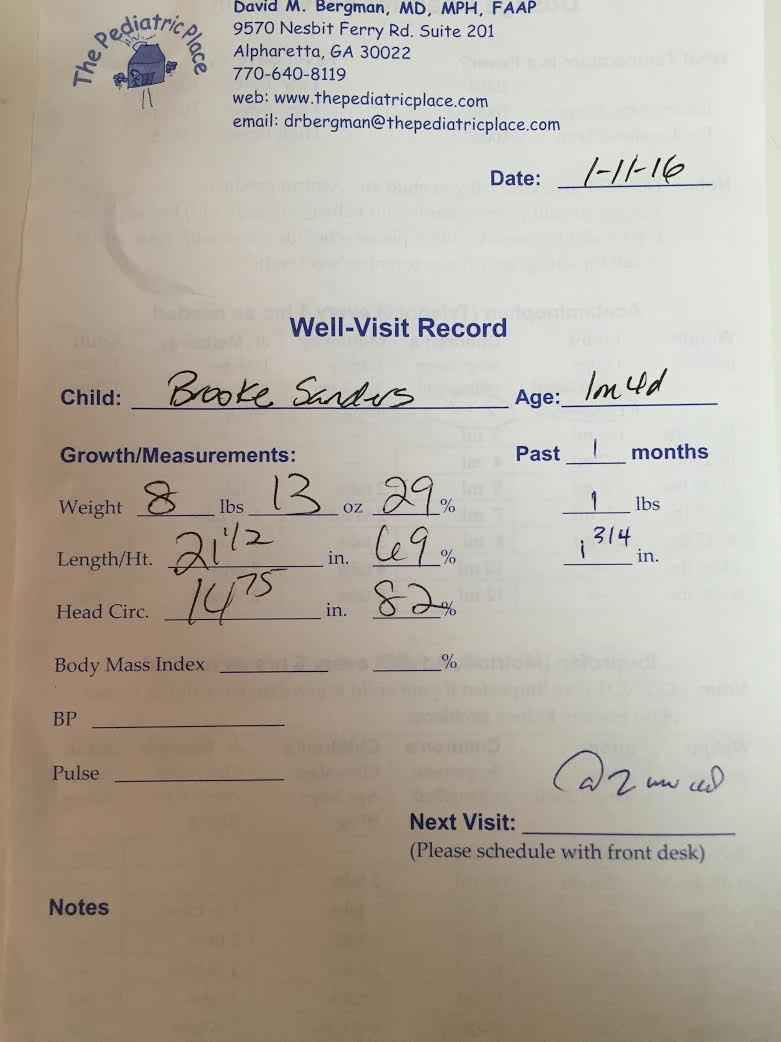 The Pediatric Place
David M. Bergman, MD, MPH, FAAP
9570 Nesbit Ferry Rd. Suite 201
Alpharetta, GA 30022
770-640-8119
web: www.thepediatricplace.com
email: drbergman@thepediatricplace.com
Date: 1-11-16
Well-Visit Record
Child: Brooke Sanders Age: 1m 4d
Growth/Measurements: Past 1 months
Weight 8 lbs 13 oz 29 % 1 lbs
Length/Ht. 21 1/2 in. 69 % 1 3/4 in.
Head Circ. 14 75 in. 82 %
Body Mass Index %
BP
Pulse
@ 2
Next Visit:
(Please schedule with front desk)
Notes